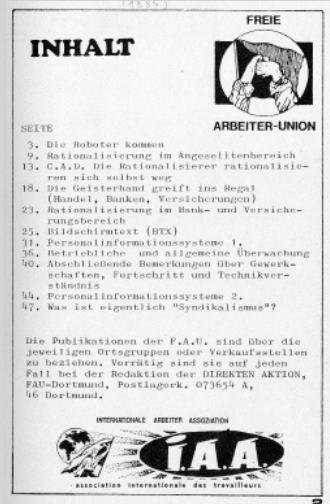 (1985)
FREIE
INHALT
ARBEITER-UNION
SEITE
3. Die Roboter kommen
9. Rationalisierung im Angestelltenbereich
13. C.A.D. Die Rationalisierer rationalisie-
ren sich selbst weg
18. Die Geisterhand greift ins Regal
(Handel, Banken, Versicherungen)
23. Rationalisierung im Bank- und Versiche-
rungsbereich
25. Bildschirmtext (BTX)
31. Personalinformationssysteme 1.
36. Betriebliche und allgemeine Überwachung
40. Abschließende Bemerkungen über Gewerk-
schaften, Fortschritt und Technikver-
ständnis
44. Personalinformationssysteme 2.
47. Was ist eigentlich "Syndikalismus"?
Die Publikationen der F.A.U. sind über die
jeweiligen Ortsgruppen oder Verkaufsstellen
zu beziehen. Vorrätig sind sie auf jeden
Fall bei der Redaktion der DIREKTEN AKTION,
FAU-Dortmund, Postlagerk. 073654 A,
46 Dortmund.
INTERNATIONALE ARBEITER ASSOZIATION
I.A.A.
association internationale des travailleurs
2